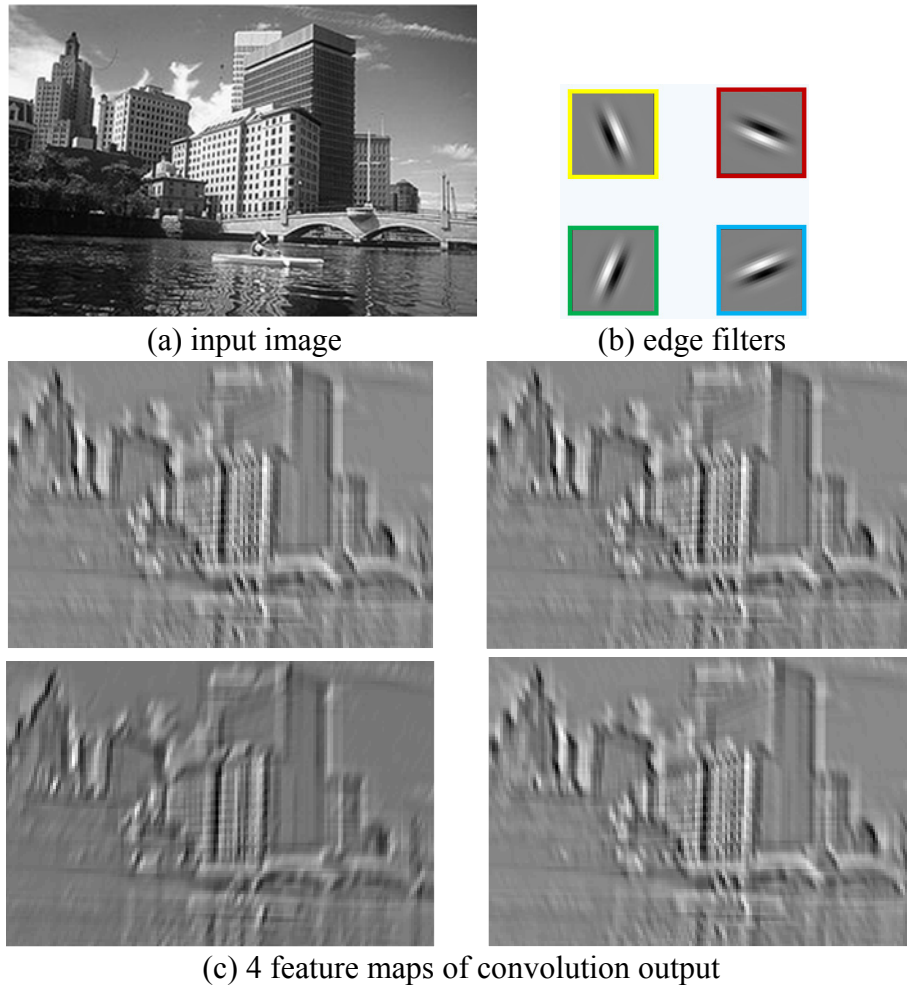 (a) input image
(b) edge filters
(c) 4 feature maps of convolution output